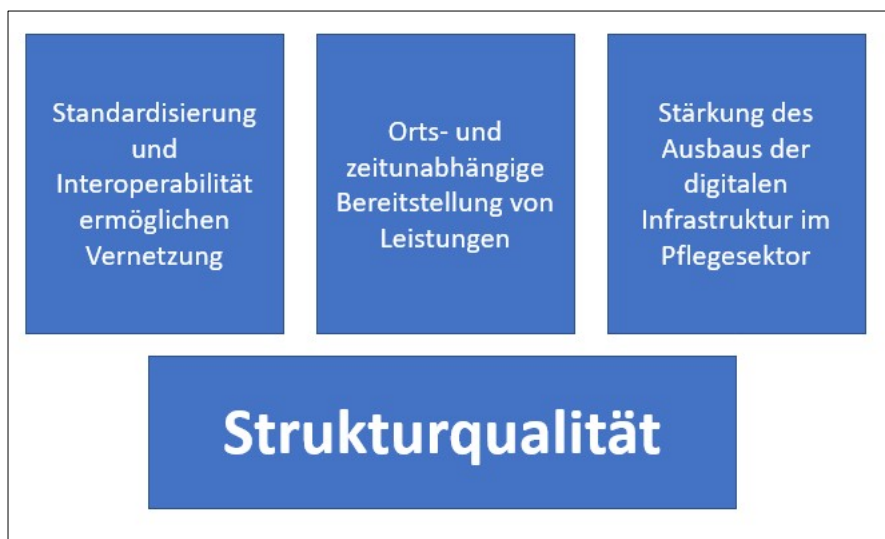 Standardisierung
und
Interoperabilität
ermöglichen
Vernetzung
Orts- und
zeitunabhängige
Bereitstellung von
Leistungen
Stärkung des
Ausbaus der
digitalen
Infrastruktur im
Pflegesektor
Strukturqualität